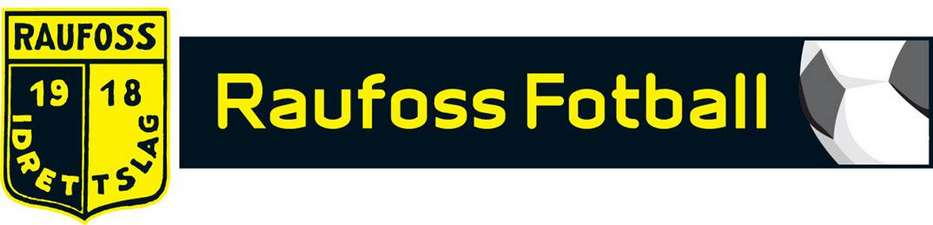 RAUFOSS
19 18
IDRETTSLAG
Raufoss Fotball